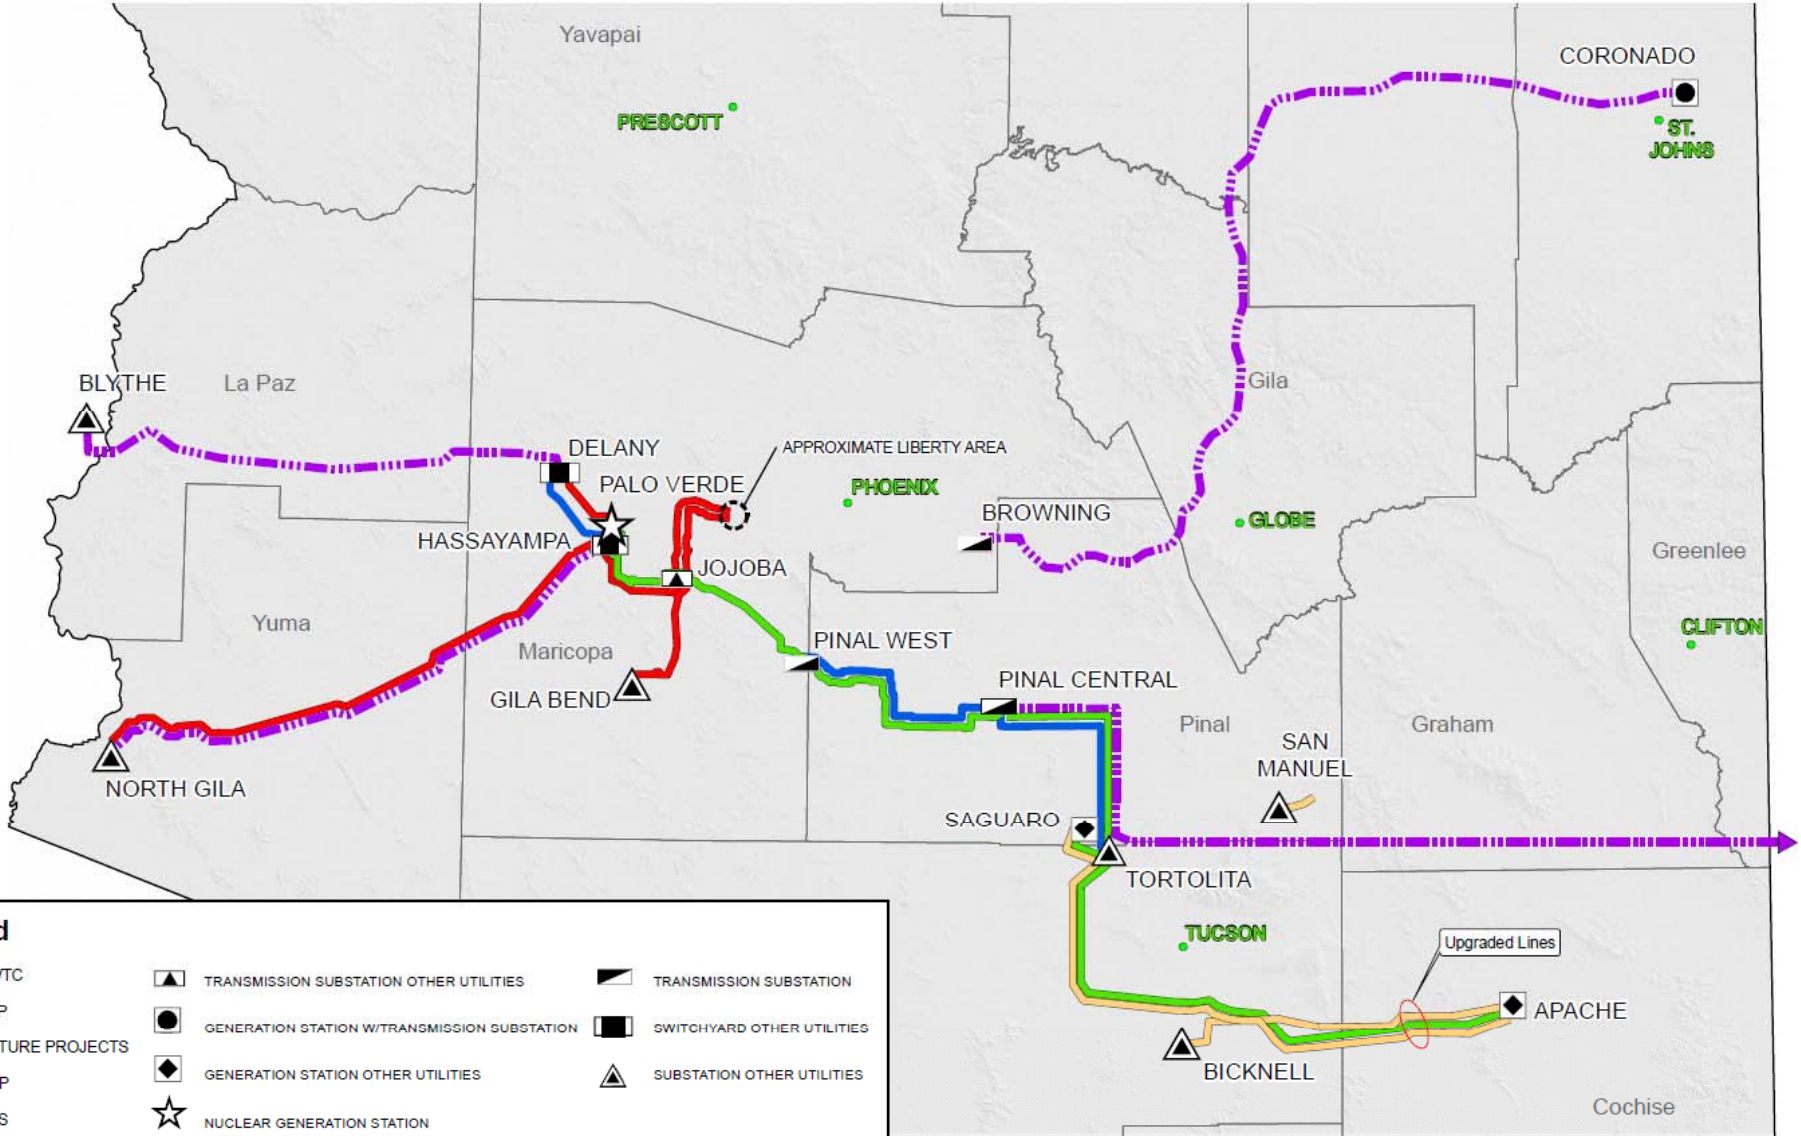 Yavapai
CORONADO
PRESCOTT
ST.
JOHNS
BLYTHE
La Paz
Gila
DELANY
APPROXIMATE LIBERTY AREA
PALO VERDE
PHOENIX
BROWNING
GLOBE
HASSAYAMPA
Greenlee
JOJOBA
Yuma
CLIFTON
Maricopa
PINAL WEST
PINAL CENTRAL
GILA BEND
Pinal
Graham
SAN
MANUEL
NORTH GILA
SAGUARO
TORTOLITA
TUCSON
Upgraded Lines
APACHE
BICKNELL
Cochise
d
TC
P
TURE PROJECTS
P
S
TRANSMISSION SUBSTATION OTHER UTILITIES
GENERATION STATION W/TRANSMISSION SUBSTATION
GENERATION STATION OTHER UTILITIES
NUCLEAR GENERATION STATION
TRANSMISSION SUBSTATION
SWITCHYARD OTHER UTILITIES
SUBSTATION OTHER UTILITIES